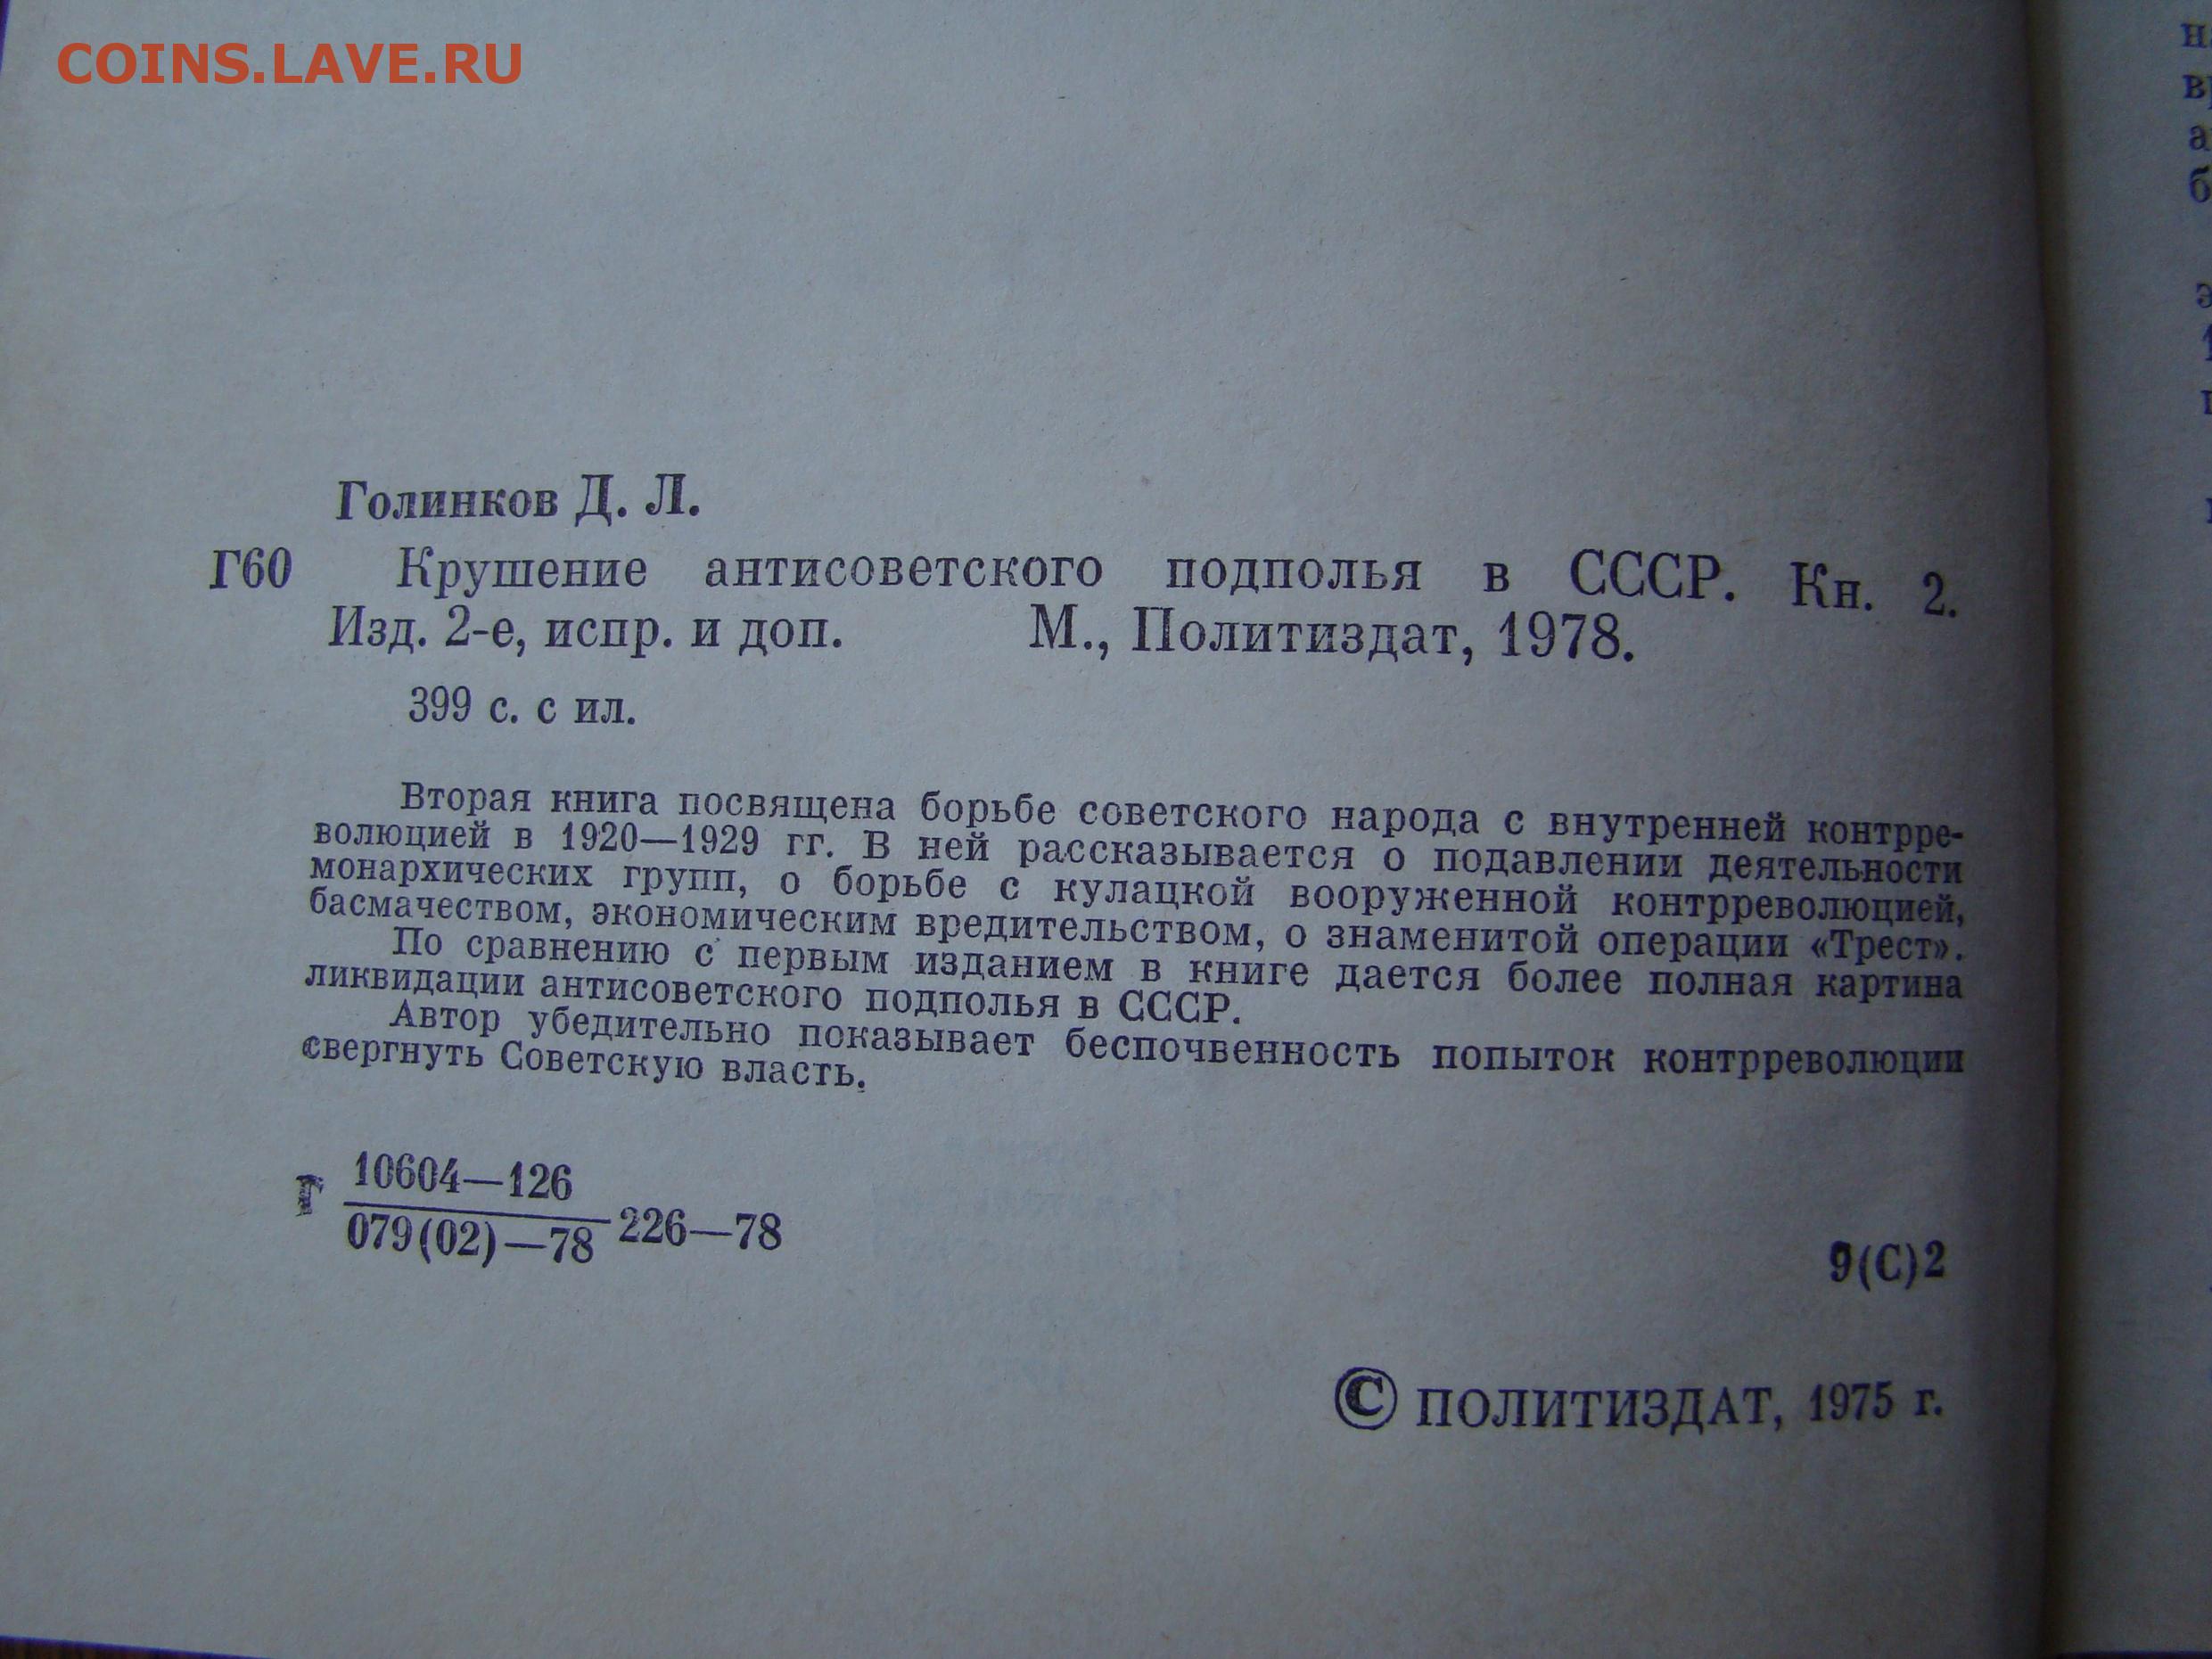 COINS.LAVE.RU
Голинков Д. Л.
Г60 Крушение антисоветского подполья в СССР. Кн. 2.
Изд. 2-е, испр. и доп. М., Политиздат, 1978.
399 с. с ил.
Вторая книга посвящена борьбе советского народа с внутренней контрре-
волюцией в 1920—1929 гг. В ней рассказывается о подавлении деятельности
монархических групп, о борьбе с кулацкой вооруженной контрреволюцией,
басмачеством, экономическим вредительством, о знаменитой операции «Трест».
По сравнению с первым изданием в книге дается более полная картина
ликвидации антисоветского подполья в СССР.
Автор убедительно показывает беспочвенность попыток контрреволюции
свергнуть Советскую власть.
Г 10604—126
079(02)—78 226—78
9(С)2
© ПОЛИТИЗДАТ, 1975 г.